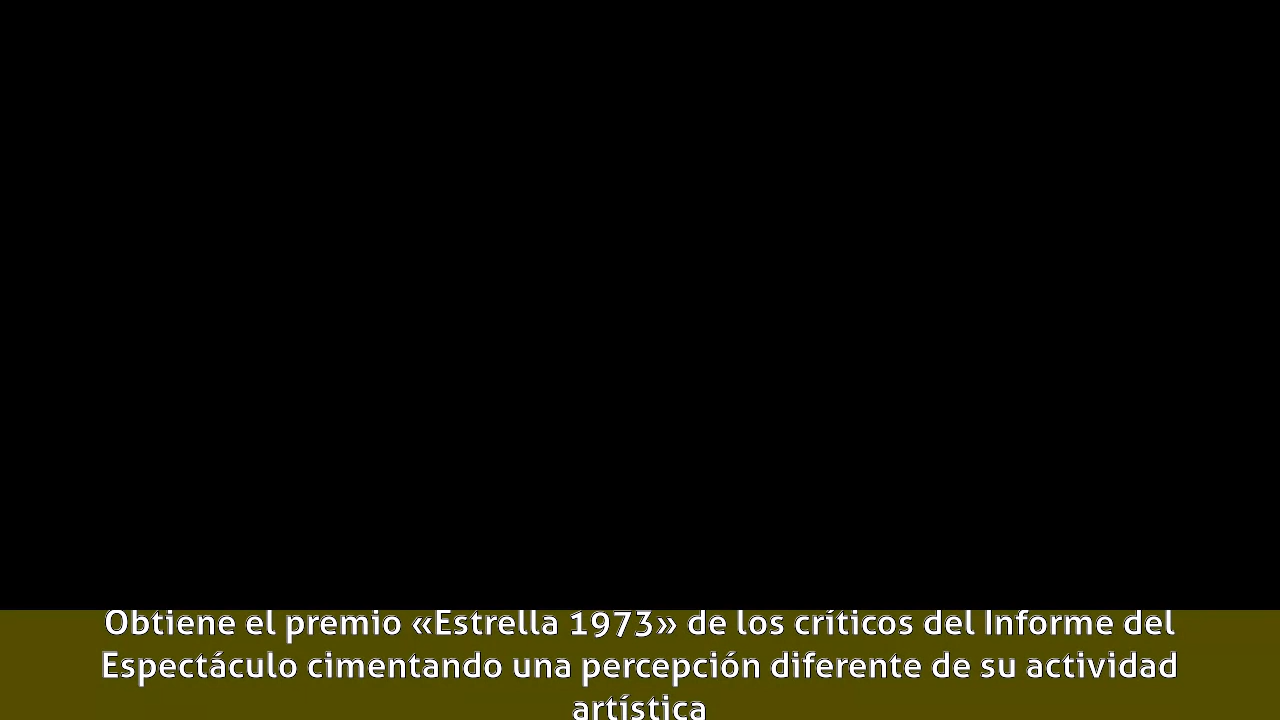 Obtiene el premio «Estrella 1973» de los críticos del Informe del
Espectáculo cimentando una percepción diferente de su actividad
artística